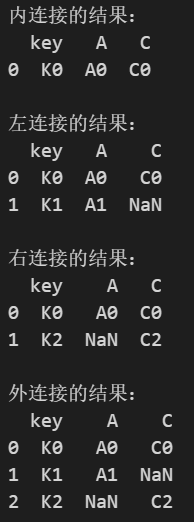 内连接的结果：
  key   A   C
0  K0  A0  C0
左连接的结果：
  key   A    C
0  K0  A0   C0
1  K1  A1  NaN
右连接的结果：
  key    A   C
0  K0   A0  C0
1  K2  NaN  C2
外连接的结果：
  key    A    C
0  K0   A0   C0
1  K1   A1  NaN
2  K2  NaN   C2